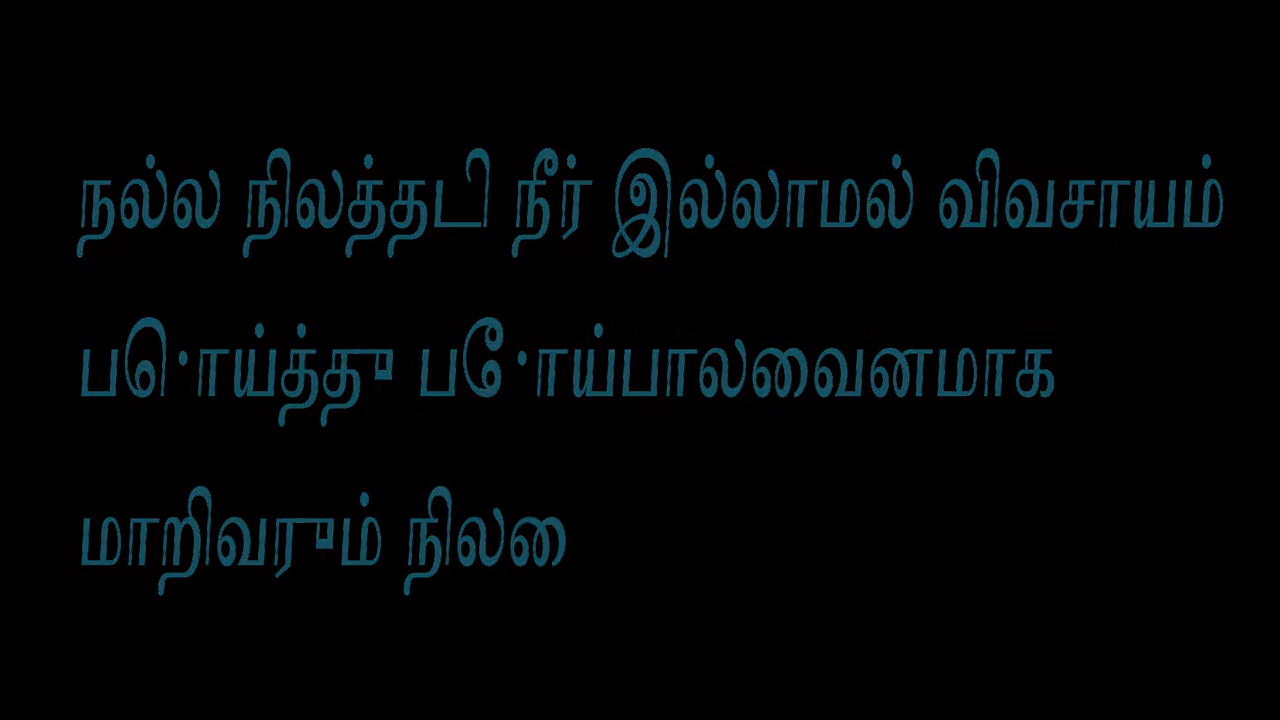 நல்ல நிலத்தடி நீர் இல்லாமல் விவசாயம்
பொய்த்து போய்பாலைவனமாக
மாறிவரும் நிலை